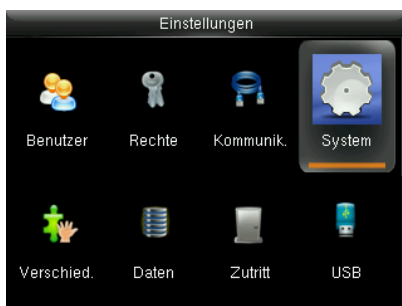 Einstellungen
Benutzer Rechte Kommunik. System
Verschied. Daten Zutritt USB